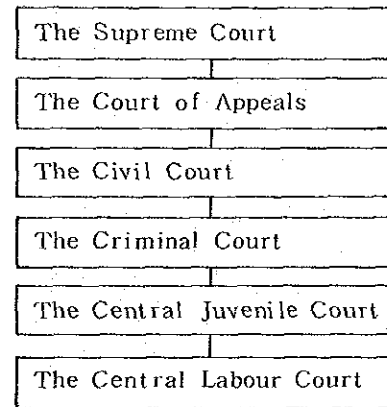 The Supreme Court
The Court of Appeals
The Civil Court
The Criminal Court
The Central Juvenile Court
The Central Labour Court